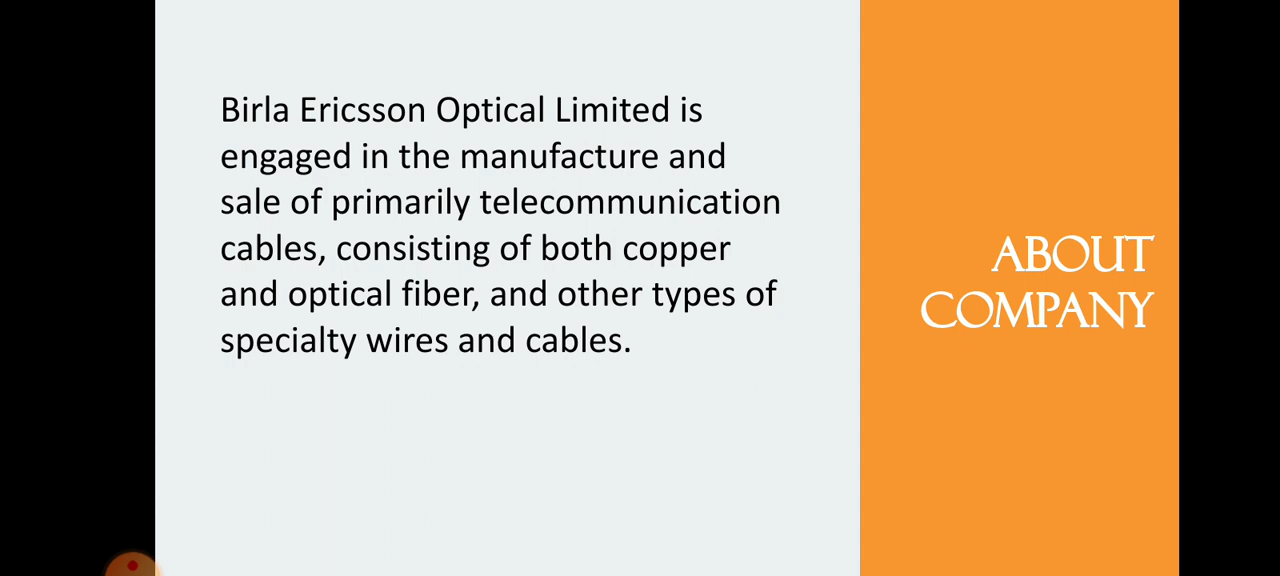 Birla Ericsson Optical Limited is
engaged in the manufacture and
sale of primarily telecommunication
cables, consisting of both copper
and optical fiber, and other types of
specialty wires and cables.
ABOUT
COMPANY